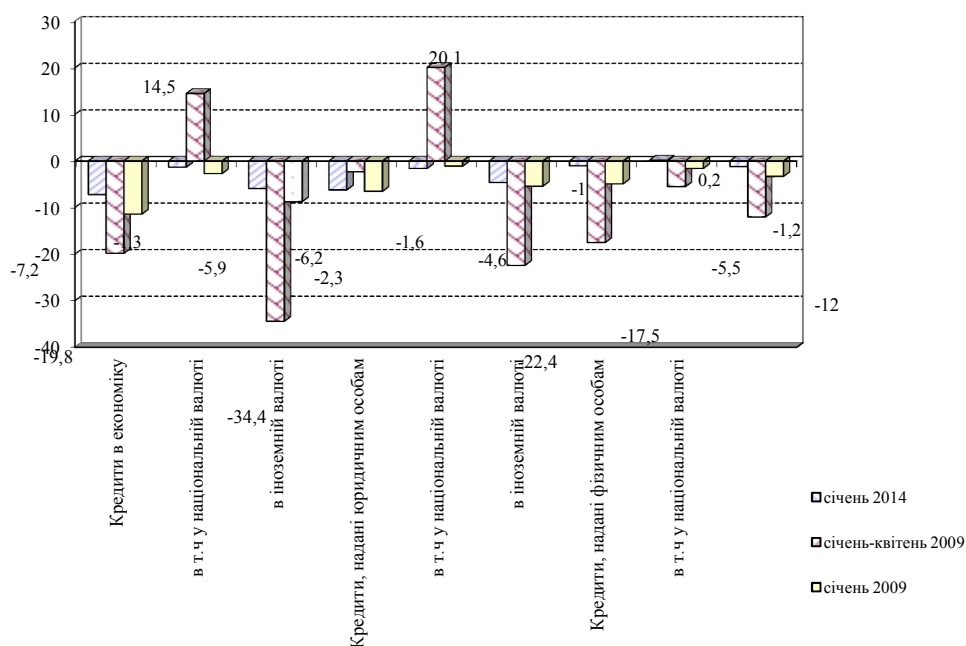 30
20
10
0
-10
-20
-30
-40
14,5
20,1
-7,2
-5,9
-6,2
-2,3
-1,6
-4,6
-1
0,2
-1,2
-5,5
-12
-17,5
-19,8
-22,4
-34,4
Кредити в економіку
в т.ч у національній валюті
в іноземній валюті
Кредити, надані юридичним особам
в т.ч у національній валюті
в іноземній валюті
Кредити, надані фізичним особам
в т.ч у національній валюті
січень 2014
січень-квітень 2009
січень 2009